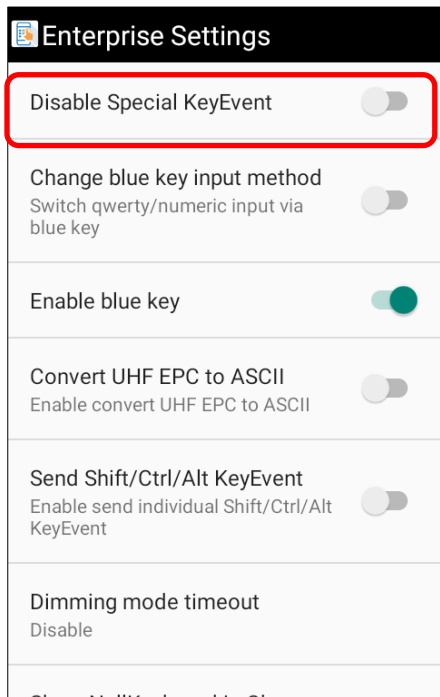 Enterprise Settings
Disable Special KeyEvent
Change blue key input method
Switch qwerty/numeric input via
blue key
Enable blue key
Convert UHF EPC to ASCII
Enable convert UHF EPC to ASCII
Send Shift/Ctrl/Alt KeyEvent
Enable send individual Shift/Ctrl/Alt
KeyEvent
Dimming mode timeout
Disable